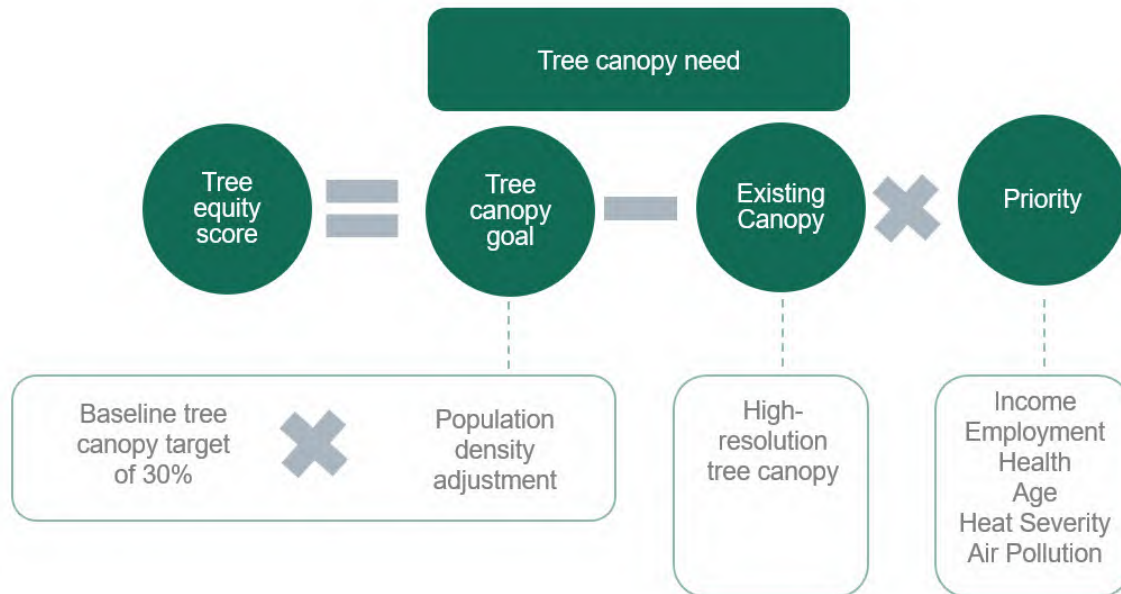 Tree canopy need
Tree
equity
score
Tree
canopy
goal
Existing
Canopy
Priority
Baseline tree
canopy target
of 30%
Population
density
adjustment
High-
resolution
tree canopy
Income
Employment
Health
Age
Heat Severity
Air Pollution